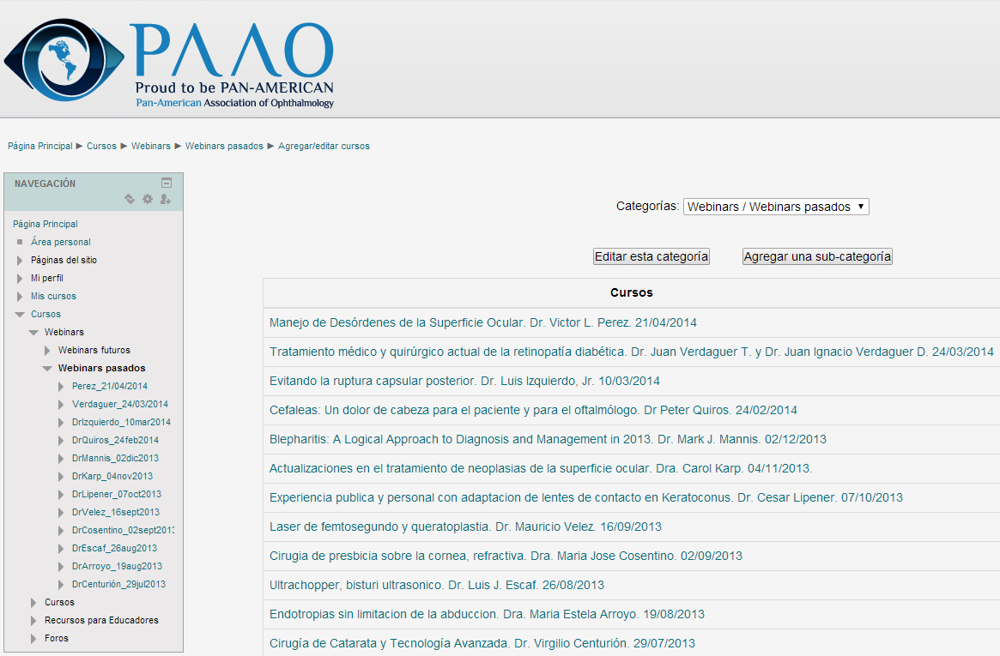 PAAO
Proud to be PAN-AMERICAN
Pan-American Association of Ophthalmology
Página Principal ► Cursos ► Webinars ► Webinars pasados ► Agregar/editar cursos
NAVEGACIÓN
Página Principal
Área personal
Páginas del sitio
Mi perfil
Mis cursos
Cursos
Webinars
Webinars futuros
Webinars pasados
Perez_21/04/2014
Verdaguer_24/03/2014
DrIzquierdo_10mar2014
DrQuiros_24feb2014
DrMannis_02dic2013
DrKarp_04nov2013
DrLipener_07oct2013
DrVelez_16sept2013
DrCosentino_02sept2013
DrEscaf_26aug2013
DrArroyo_19aug2013
DrCenturión_29jul2013
Cursos
Recursos para Educadores
Foros
Categorías: Webinars / Webinars pasados
Editar esta categoría Agregar una sub-categoría
Cursos
Manejo de Desórdenes de la Superficie Ocular. Dr. Victor L. Perez. 21/04/2014
Tratamiento médico y quirúrgico actual de la retinopatía diabética. Dr. Juan Verdaguer T. y Dr. Juan Ignacio Verdaguer D. 24/03/2014
Evitando la ruptura capsular posterior. Dr. Luis Izquierdo, Jr. 10/03/2014
Cefaleas: Un dolor de cabeza para el paciente y para el oftalmólogo. Dr Peter Quiros. 24/02/2014
Blepharitis: A Logical Approach to Diagnosis and Management in 2013. Dr. Mark J. Mannis. 02/12/2013
Actualizaciones en el tratamiento de neoplasias de la superficie ocular. Dra. Carol Karp. 04/11/2013.
Experiencia publica y personal con adaptacion de lentes de contacto en Keratoconus. Dr. Cesar Lipener. 07/10/2013
Laser de femtosegundo y queratoplastia. Dr. Mauricio Velez. 16/09/2013
Cirugia de presbicia sobre la cornea, refractiva. Dra. Maria Jose Cosentino. 02/09/2013
Ultrachopper, bisturi ultrasonico. Dr. Luis J. Escaf. 26/08/2013
Endotropias sin limitacion de la abduccion. Dra. Maria Estela Arroyo. 19/08/2013
Cirugía de Catarata y Tecnología Avanzada. Dr. Virgilio Centurión. 29/07/2013